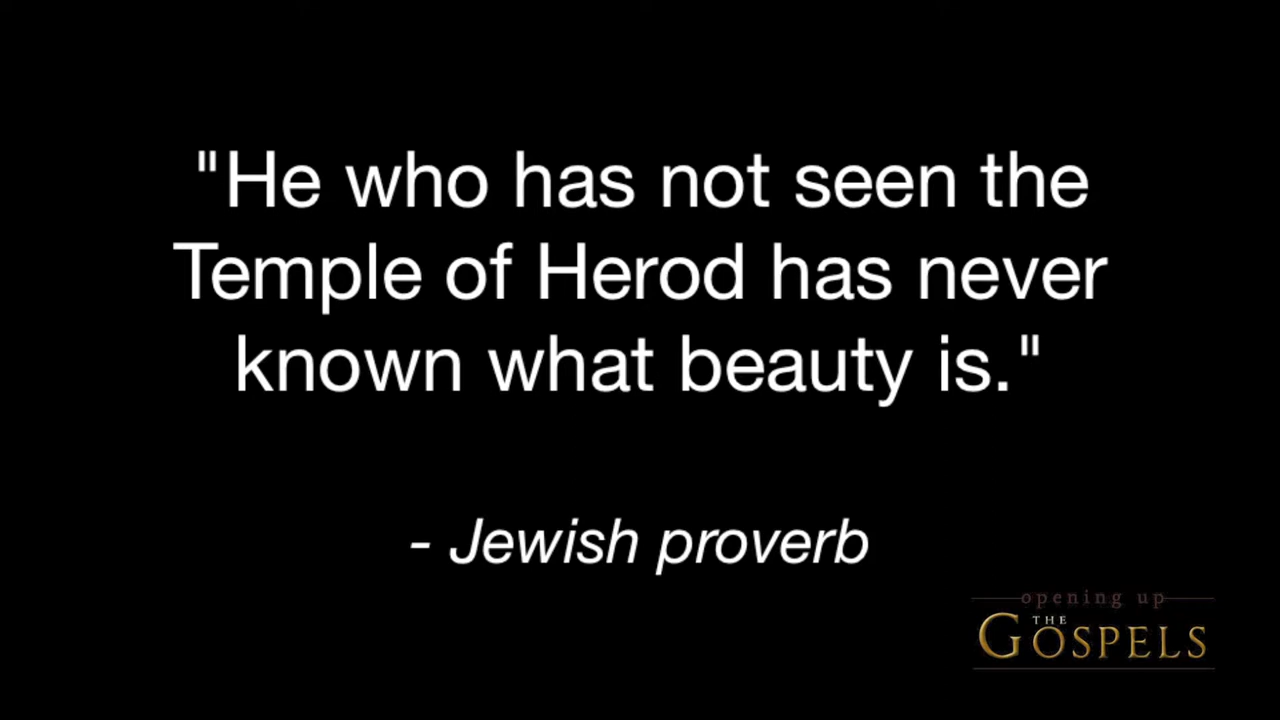 "He who has not seen the
Temple of Herod has never
known what beauty is."
- Jewish proverb
opening up
THE
GOSPELS